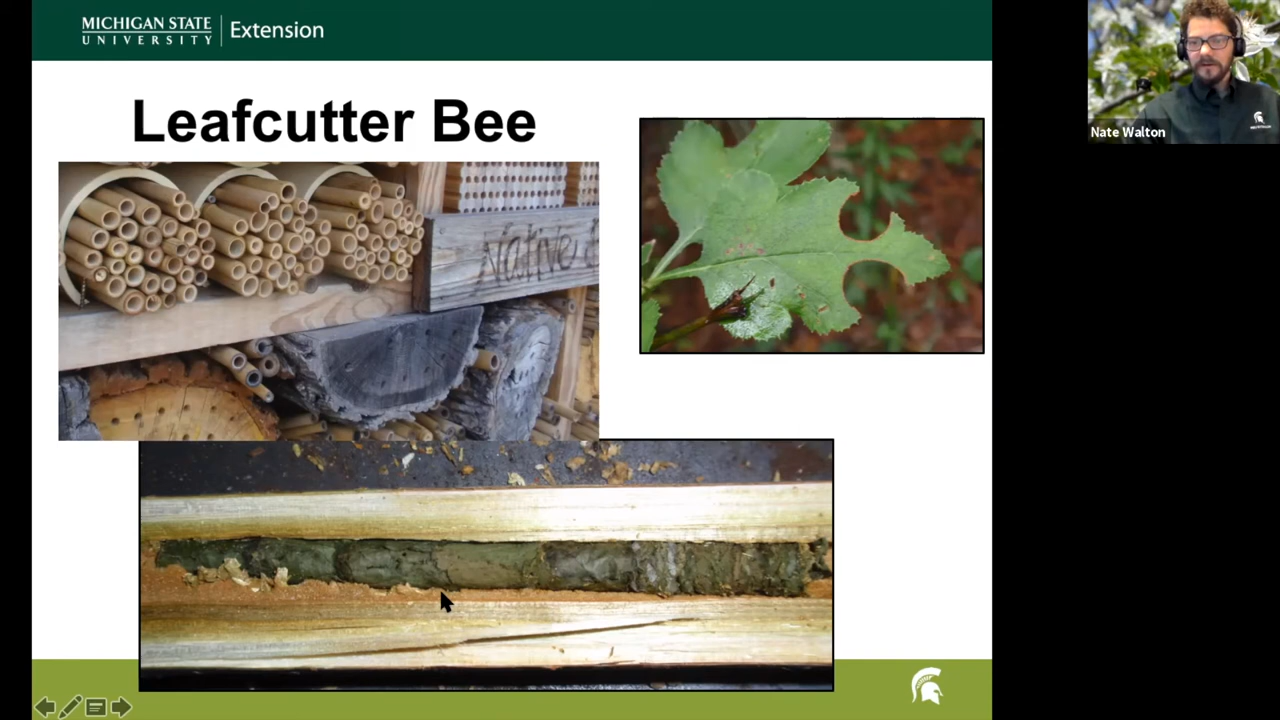 MICHIGAN STATE
UNIVERSITY
Extension
Leafcutter Bee
Native
Nate Walton